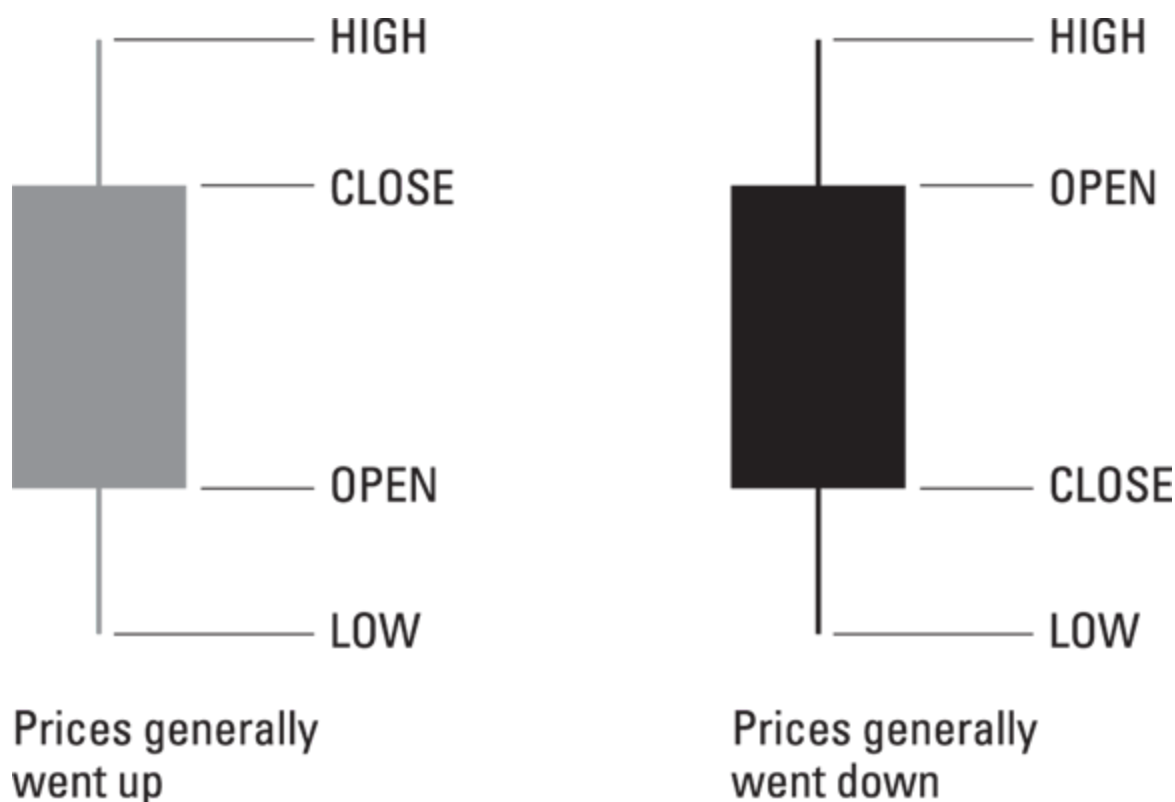 HIGH
CLOSE
OPEN
LOW
Prices generally
went up
HIGH
OPEN
CLOSE
LOW
Prices generally
went down